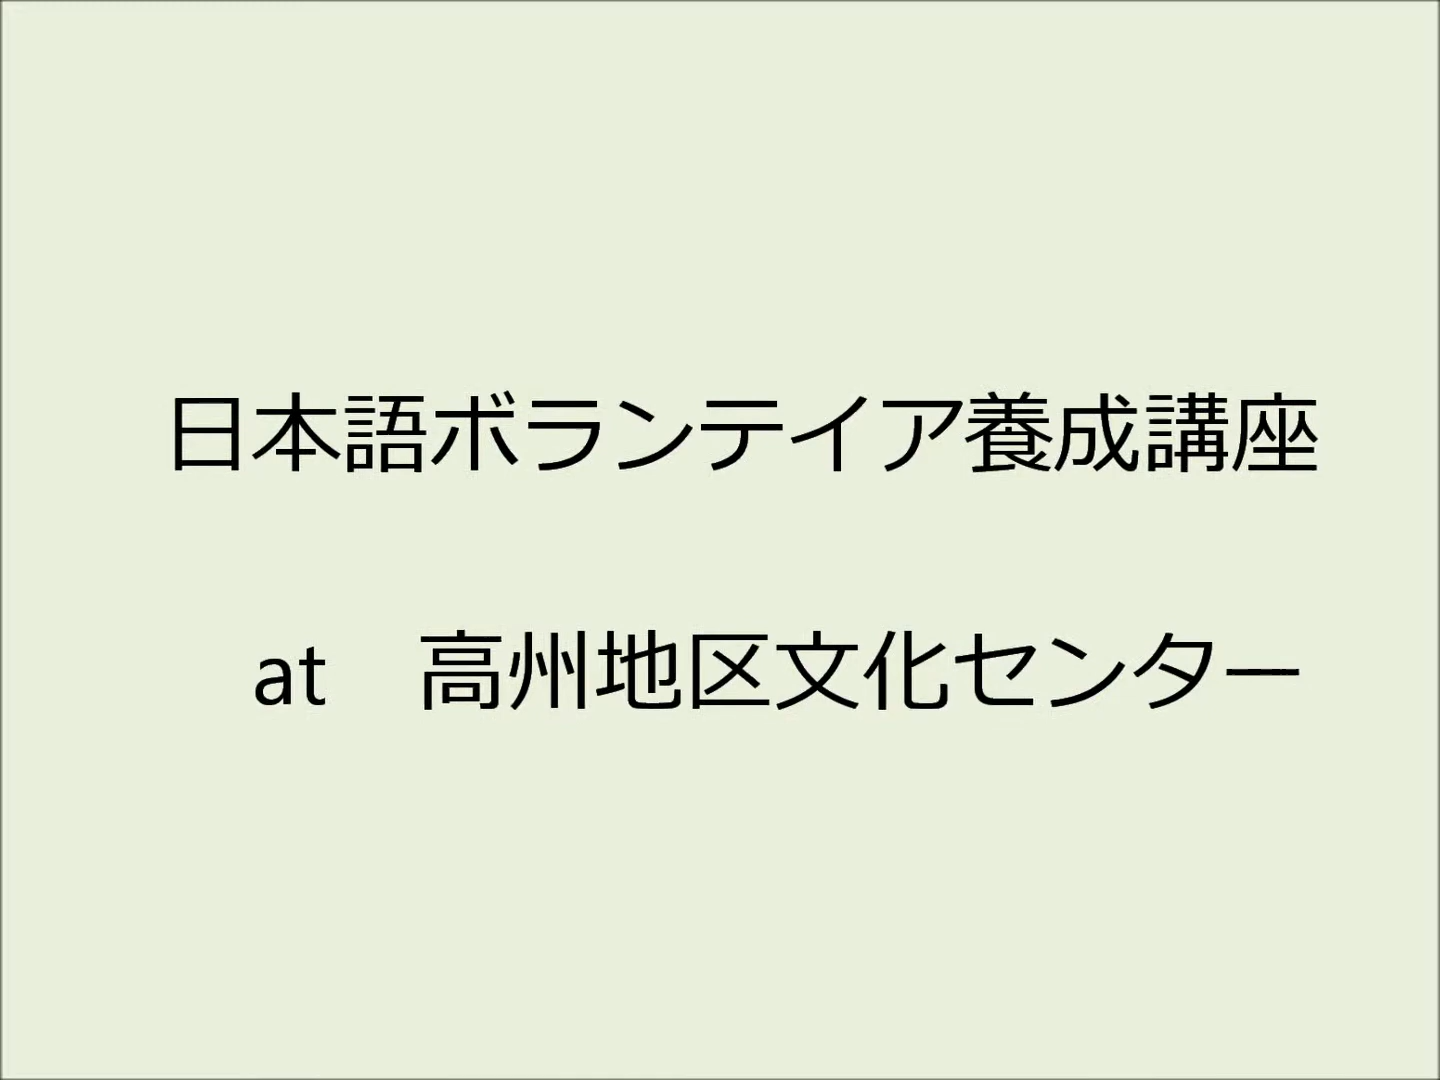 日本語ボランテイア養成講座
at　高州地区文化センター